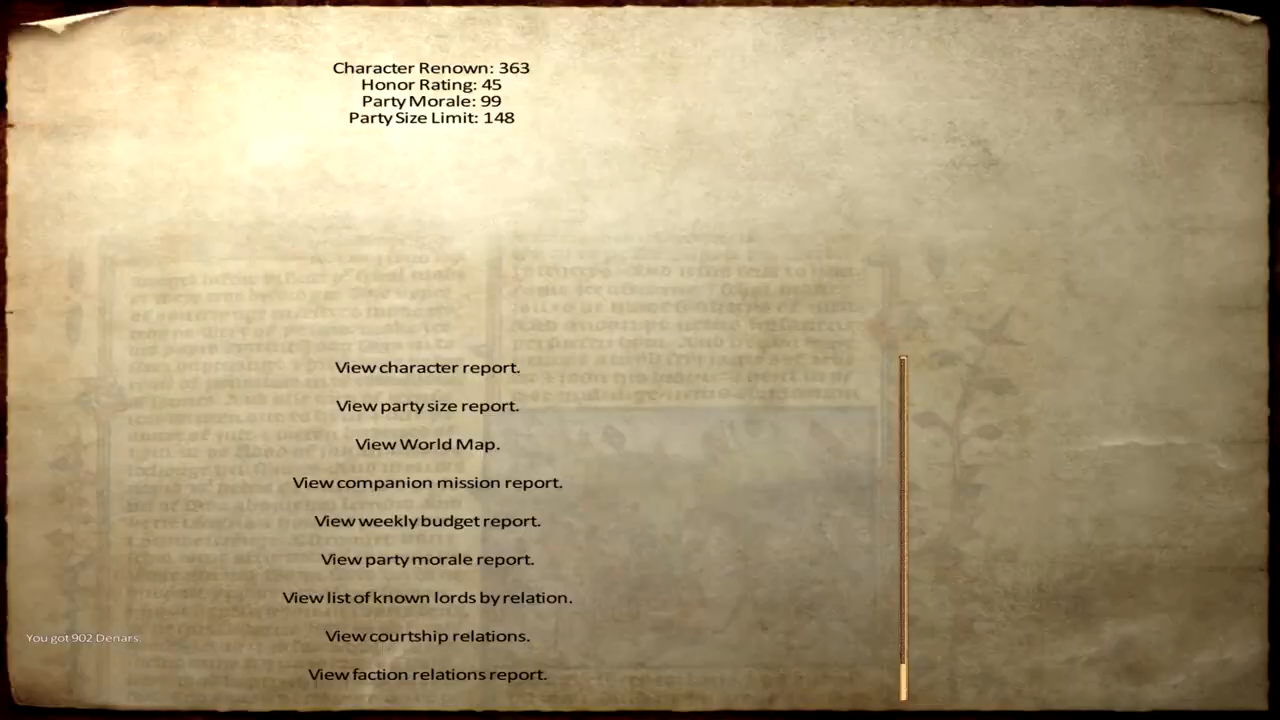 Character Renown: 363
Honor Rating: 45
Party Morale: 99
Party Size Limit: 148
View character report.
View party size report.
View World Map.
View companion mission report.
View weekly budget report.
View party morale report.
View list of known lords by relation.
You got 902 Denars.
View courtship relations.
View faction relations report.